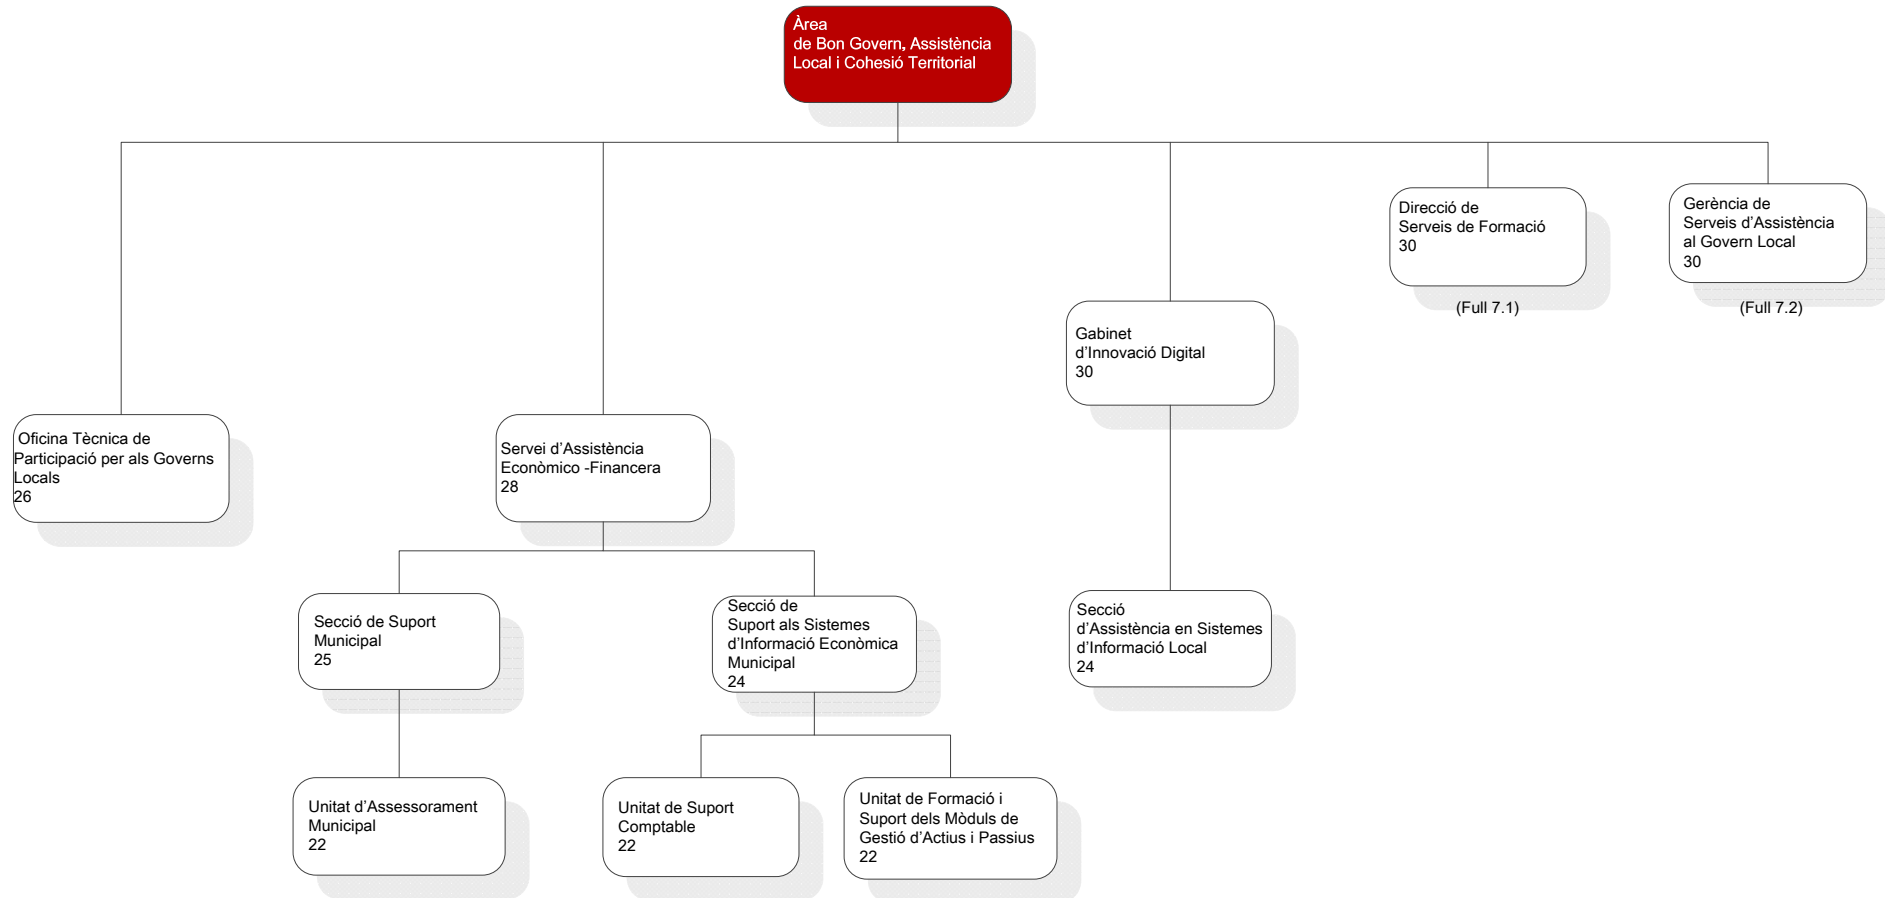 Àrea
de Bon Govern, Assistència
Local i Cohesió Territorial
Direcció de
Serveis de Formació
30
(Full 7.1)
Gerència de
Serveis d'Assistència
al Govern Local
30
(Full 7.2)
Gabinet
d'Innovació Digital
30
Oficina Tècnica de
Participació per als Governs
Locals
26
Servei d'Assistència
Econòmico -Financera
28
Secció de Suport
Municipal
25
Secció de
Suport als Sistemes
d'Informació Econòmica
Municipal
24
Secció
d'Assistència en Sistemes
d'Informació Local
24
Unitat d'Assessorament
Municipal
22
Unitat de Suport
Comptable
22
Unitat de Formació i
Suport dels Mòduls de
Gestió d'Actius i Passius
22